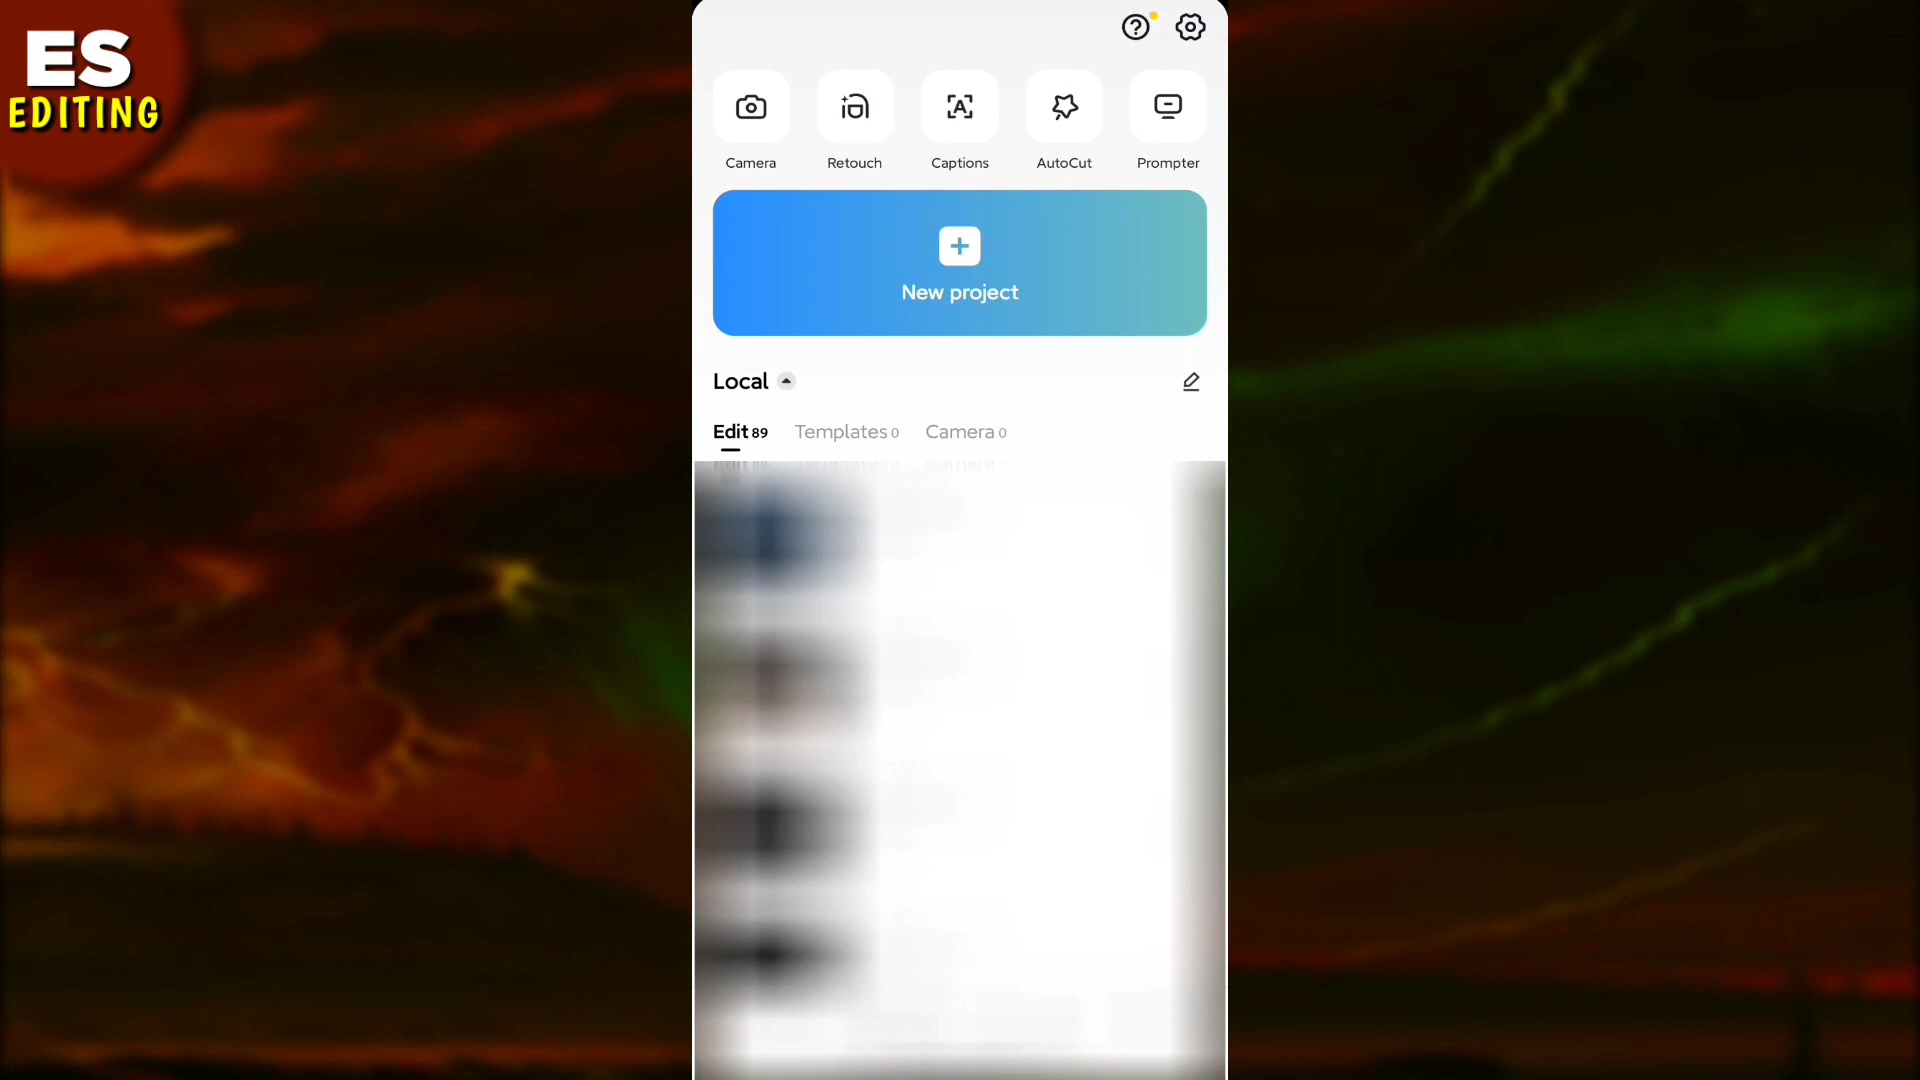 ES
EDITING
Camera
Retouch
Captions
AutoCut
Prompter
New project
Local
Edit 89
Templates 0
Camera 0